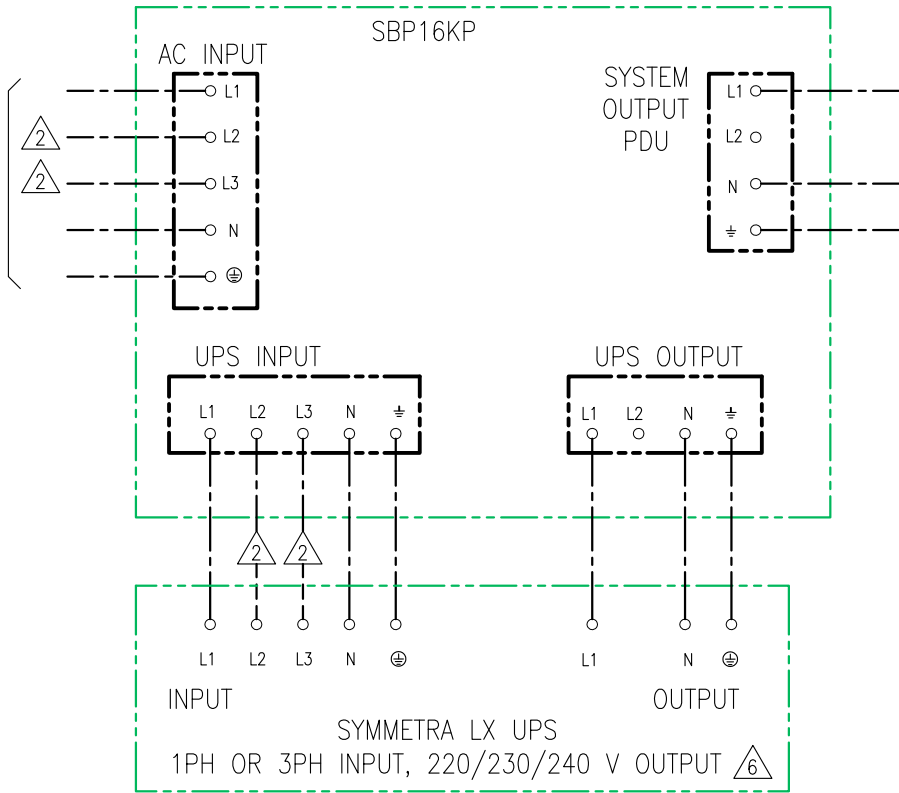 SBP16KP
AC INPUT
L1
2 L2
2 L3
N
SYSTEM
OUTPUT
PDU
L1
L2
N
UPS INPUT
L1 L2 L3 N
UPS OUTPUT
L1 L2 N
2 2
L1 L2 L3 N
L1 N
INPUT
OUTPUT
SYMMETRA LX UPS
1PH OR 3PH INPUT, 220/230/240 V OUTPUT 6